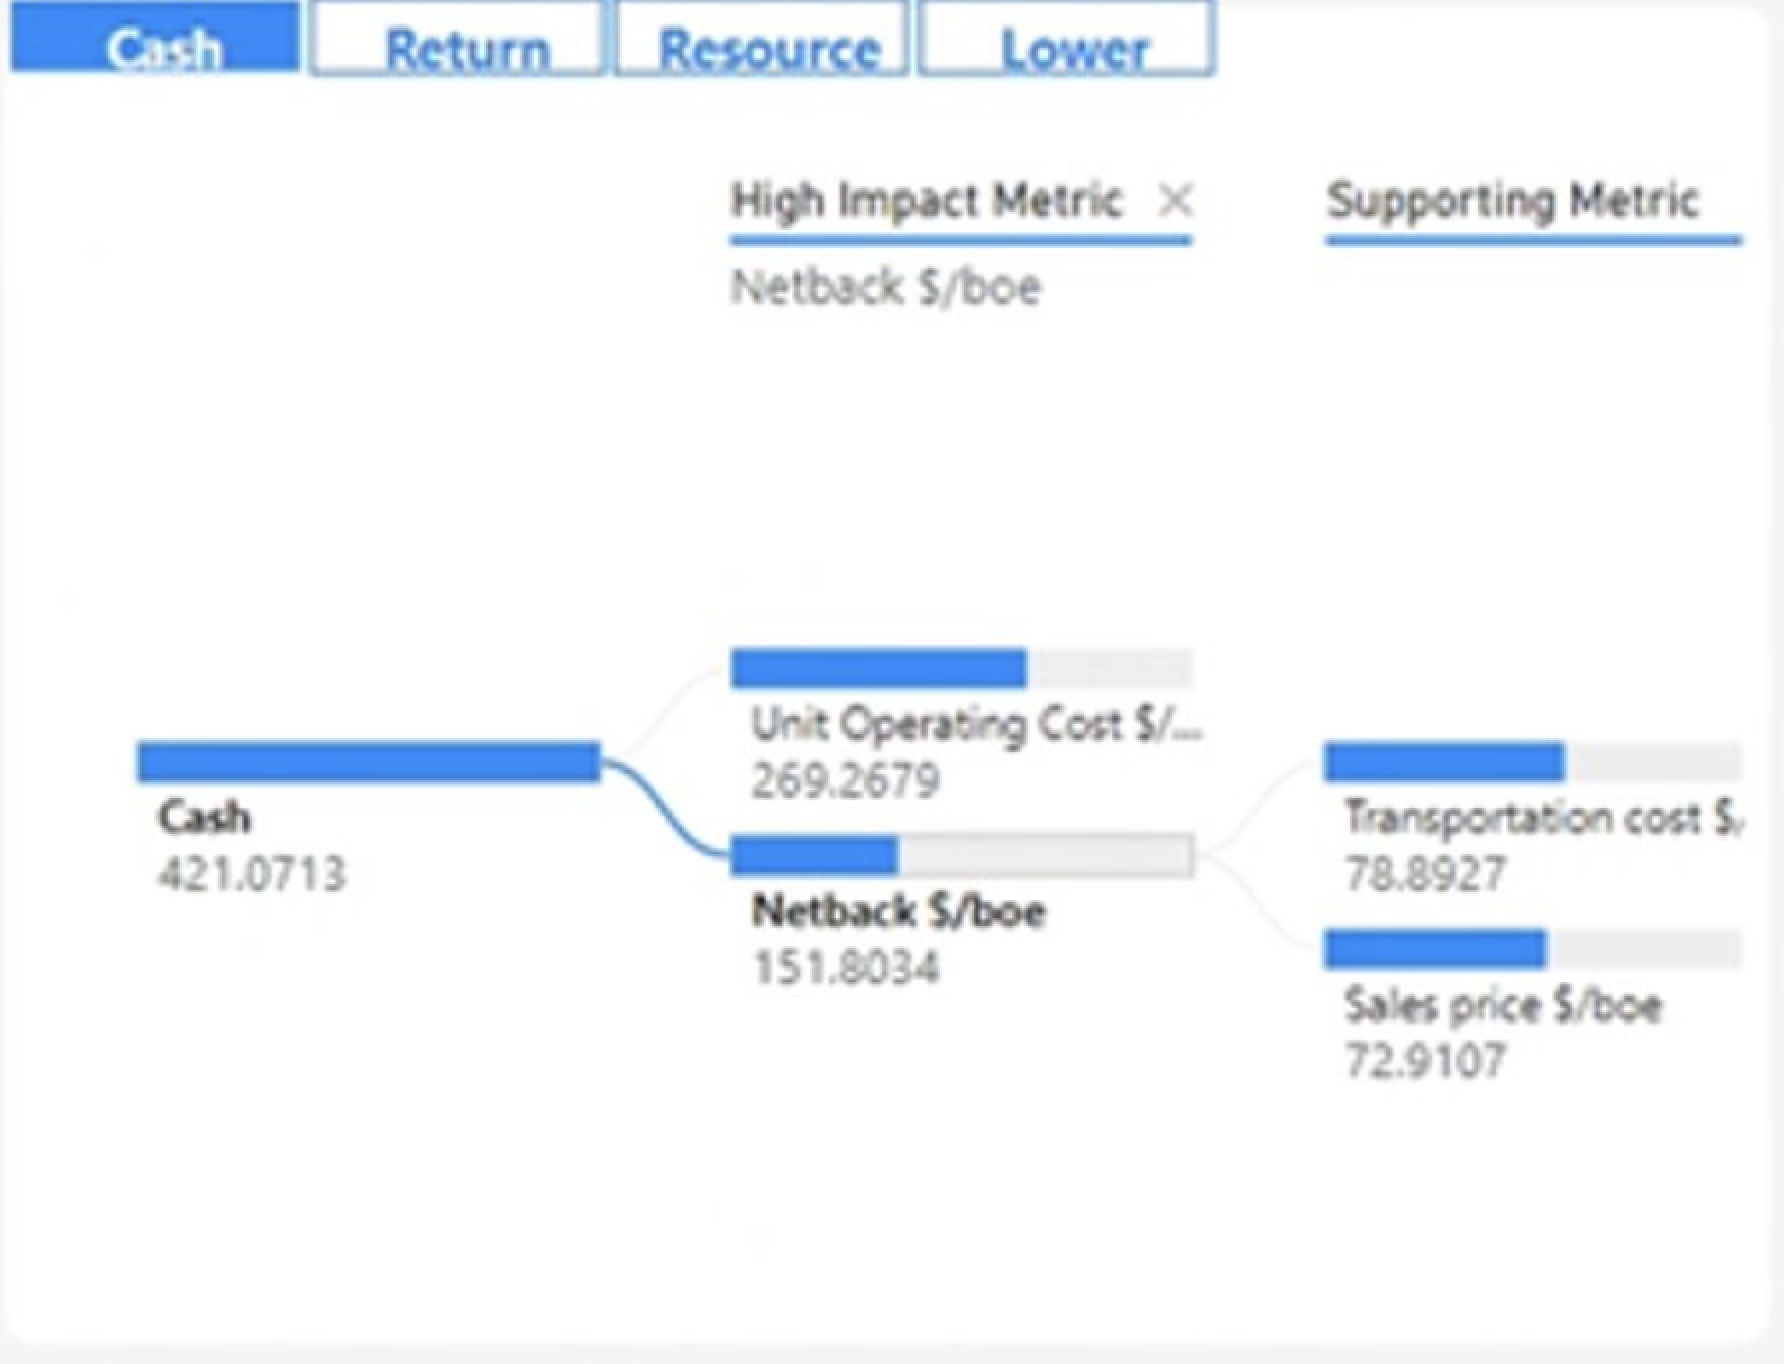 Cash
Return
Resource
Lower
High Impact Metric
Supporting Metric
Netback $/boe
Unit Operating Cost $/...
269.2679
Cash
421.0713
Transportation cost $/
78.8927
Netback $/boe
151.8034
Sales price $/boe
72.9107